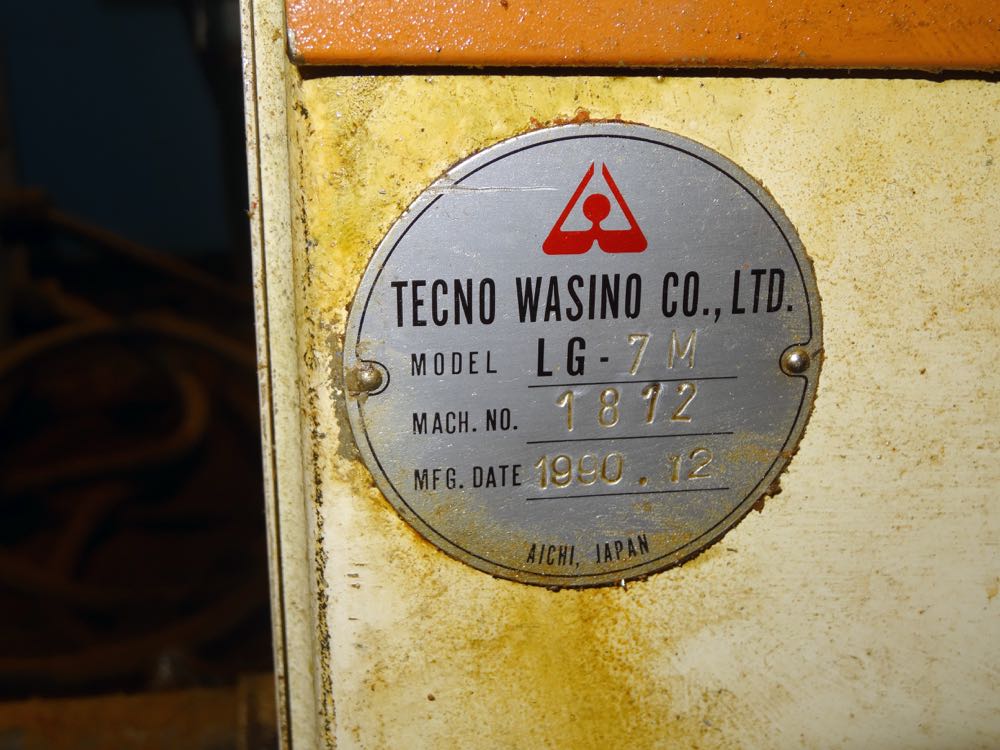 TECNO WASINO CO., LTD.
MODEL LG-7M
MACH. NO. 1812
MFG. DATE 1990.12
AICHI, JAPAN